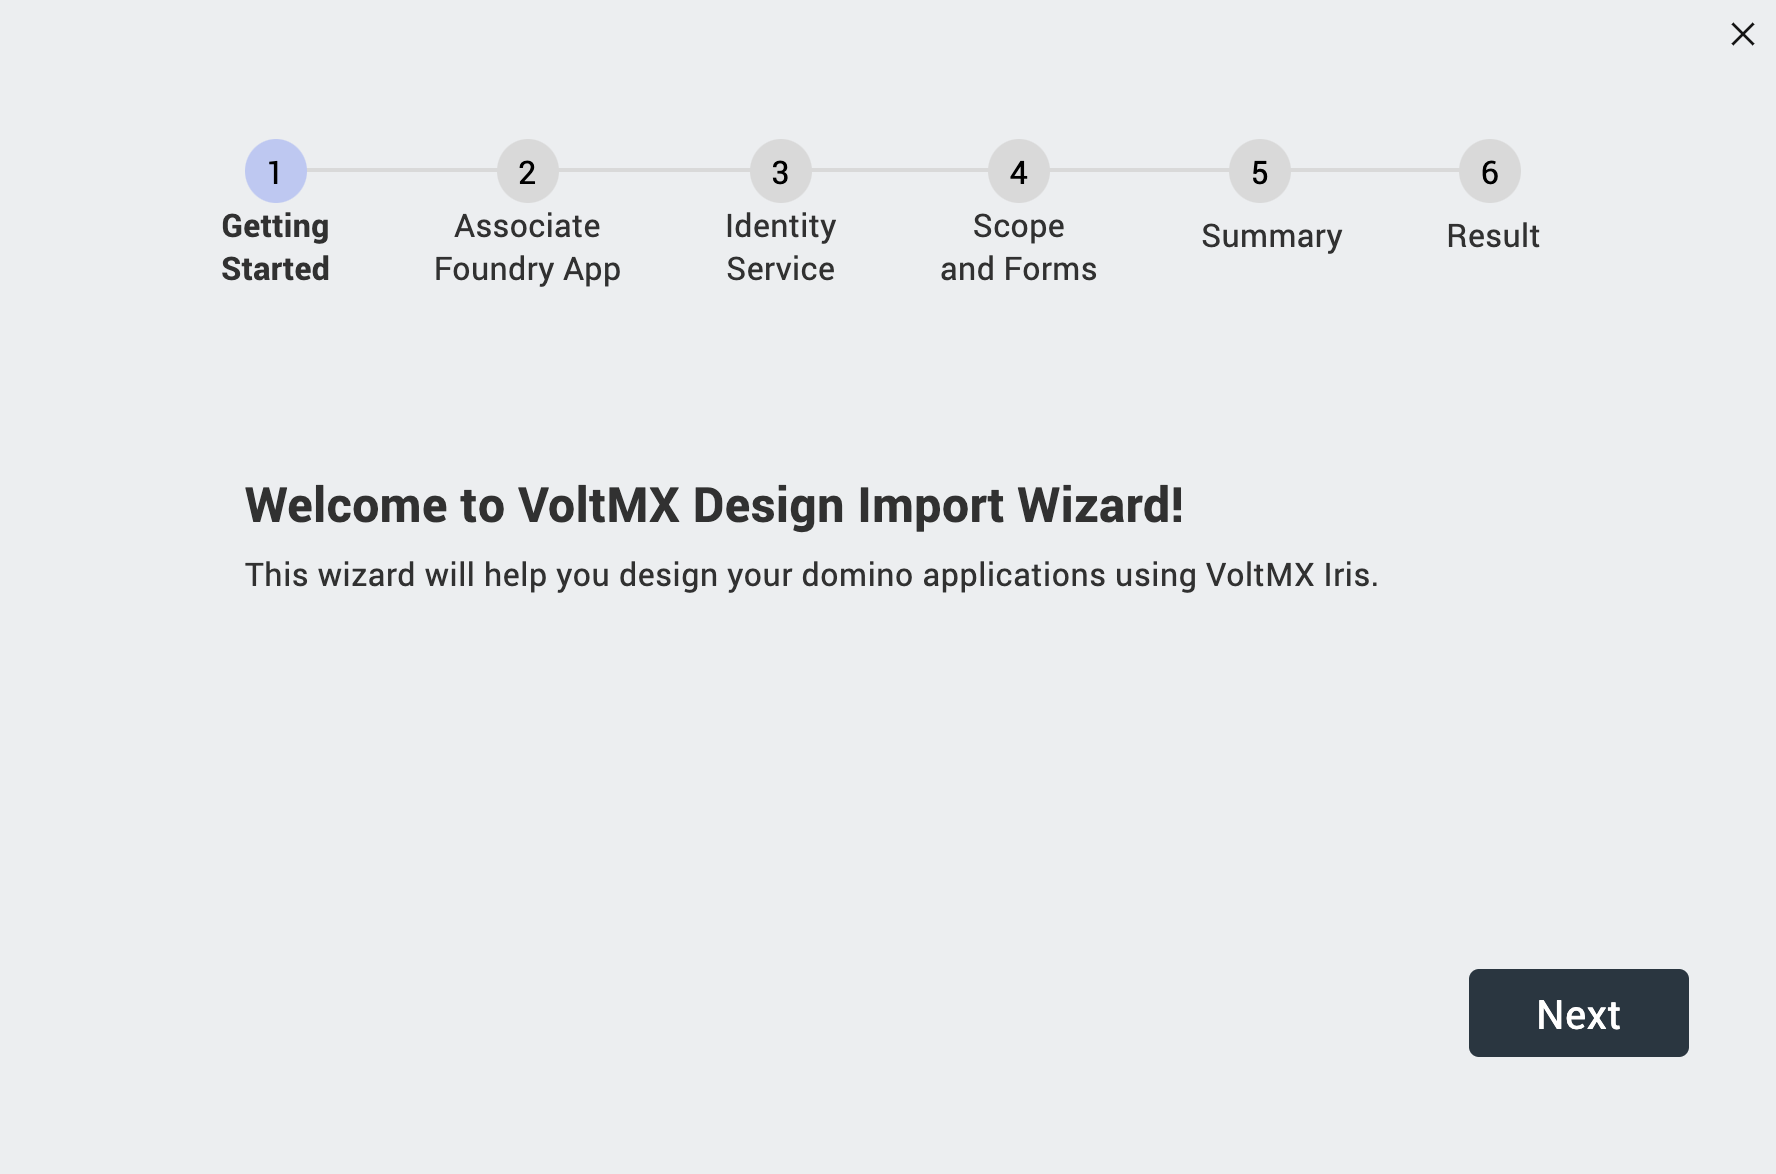 1
2
3
4
5
6
Getting
Started
Associate
Foundry App
Identity
Service
Scope
and Forms
Summary
Result
Welcome to VoltMX Design Import Wizard!
This wizard will help you design your domino applications using VoltMX Iris.
Next